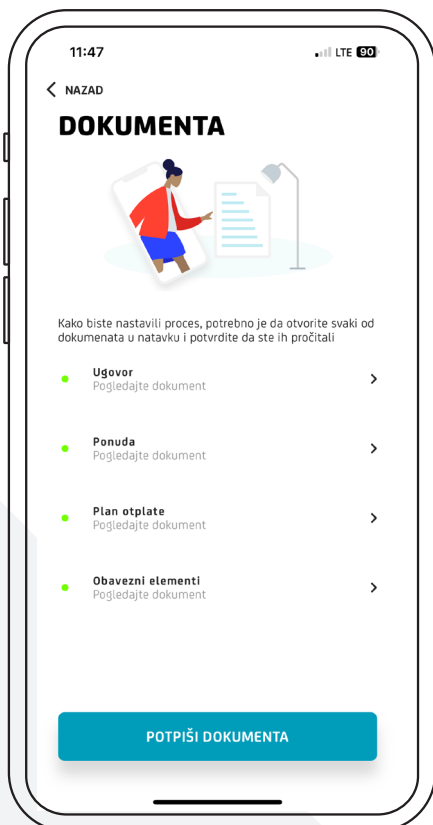 11:47
LTE 90
NAZAD
DOKUMENTA
Kako biste nastavili proces, potrebno je da otvorite svaki od
dokumenata u natavku i potvrdite da ste ih pročitali
Ugovor
Pogledajte dokument
Ponuda
Pogledajte dokument
Plan otplate
Pogledajte dokument
Obavezni elementi
Pogledajte dokument
POTPIŠI DOKUMENTA